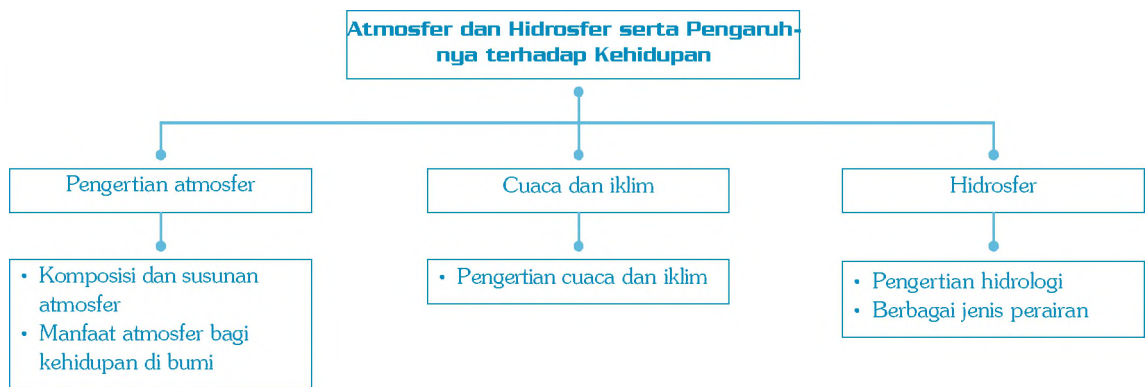 Atmosfer dan Hidrosfer serta Pengaruh-
nya terhadap Kehidupan
Pengertian atmosfer
Cuaca dan iklim
Hidrosfer
• Komposisi dan susunan
atmosfer
• Manfaat atmosfer bagi
kehidupan di bumi
• Pengertian cuaca dan iklim
• Pengertian hidrologi
• Berbagai jenis perairan